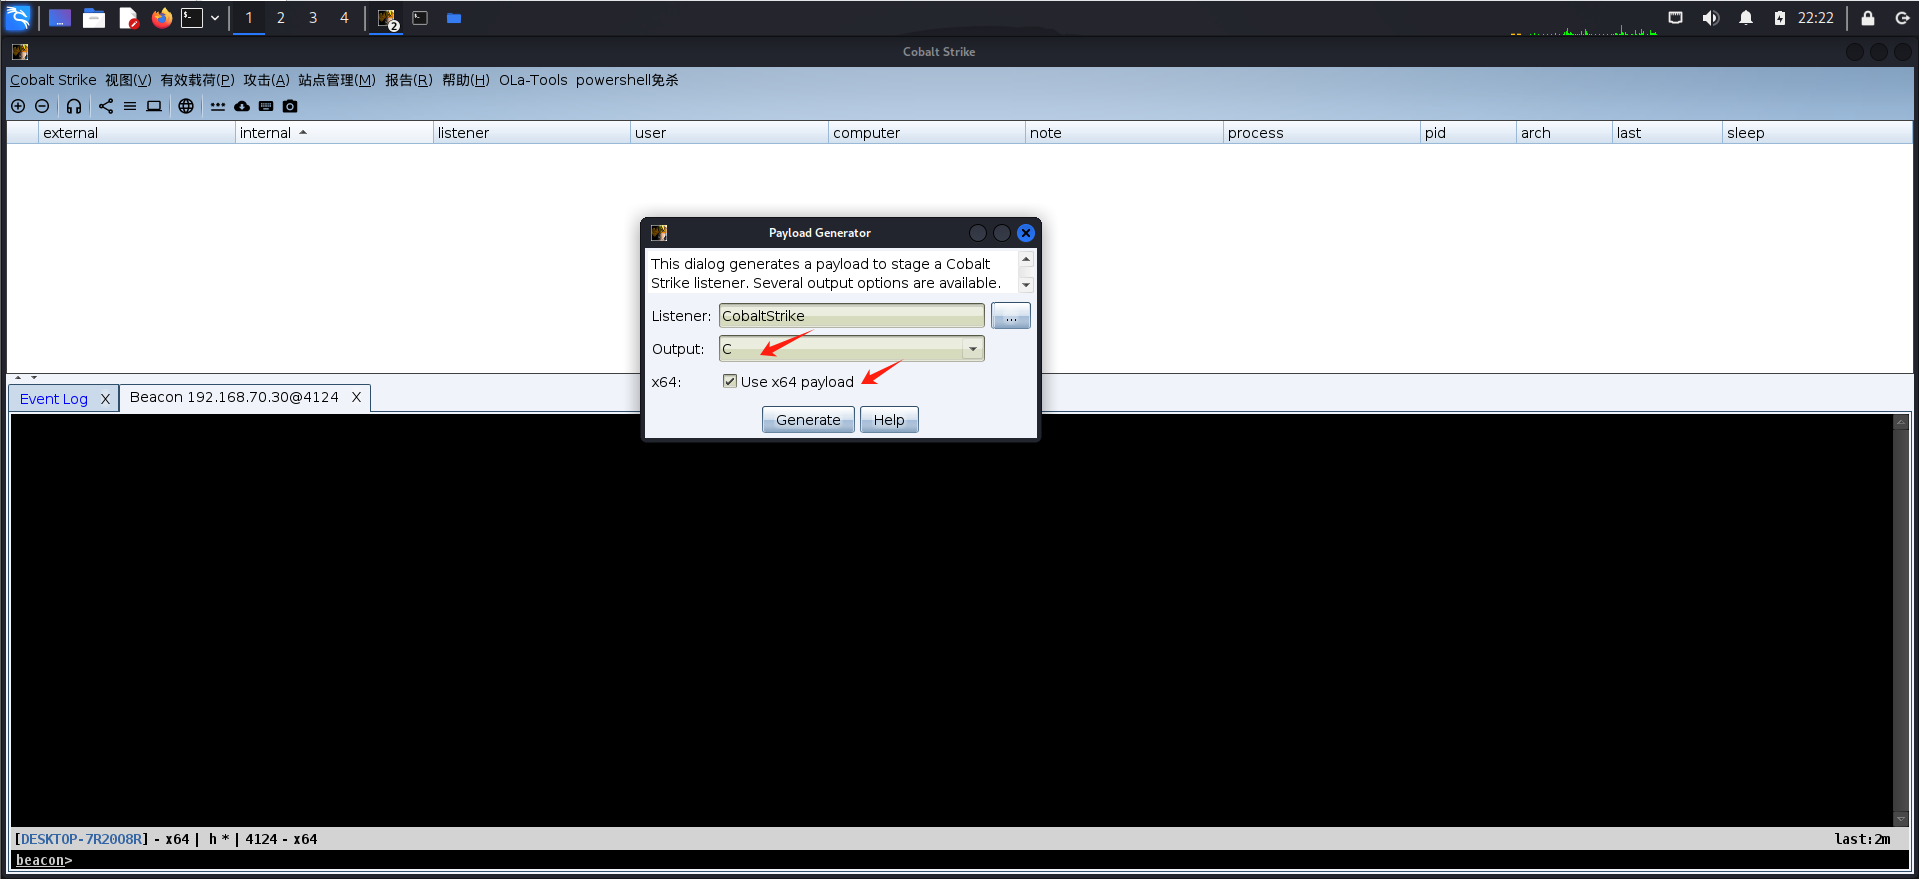 1 2 3 4 2 22:22
Cobalt Strike
Cobalt Strike 视图(V) 有效载荷(P) 攻击(A) 站点管理(M) 报告(R) 帮助(H) OLa-Tools powershell免杀
external internal listener user computer note process pid arch last sleep
Payload Generator
This dialog generates a payload to stage a Cobalt
Strike listener. Several output options are available.
Listener: CobaltStrike ...
Output: C
x64: Use x64 payload
Generate Help
Event Log X Beacon 192.168.70.30@4124 X
[DESKTOP-7R2O08R] - x64 | h * | 4124 - x64 last:2m
beacon>